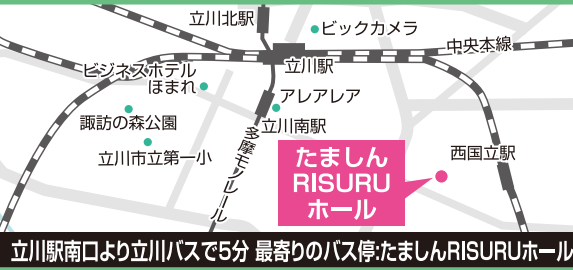 立川北駅
ビックカメラ
中央本線
立川駅
ビジネスホテル
ほまれ
アレアレア
諏訪の森公園
立川南駅
立川市立第一小
多摩モノレール
たましん
RISURU
ホール
西国立駅
立川駅南口より立川バスで5分 最寄りのバス停:たましんRISURUホール